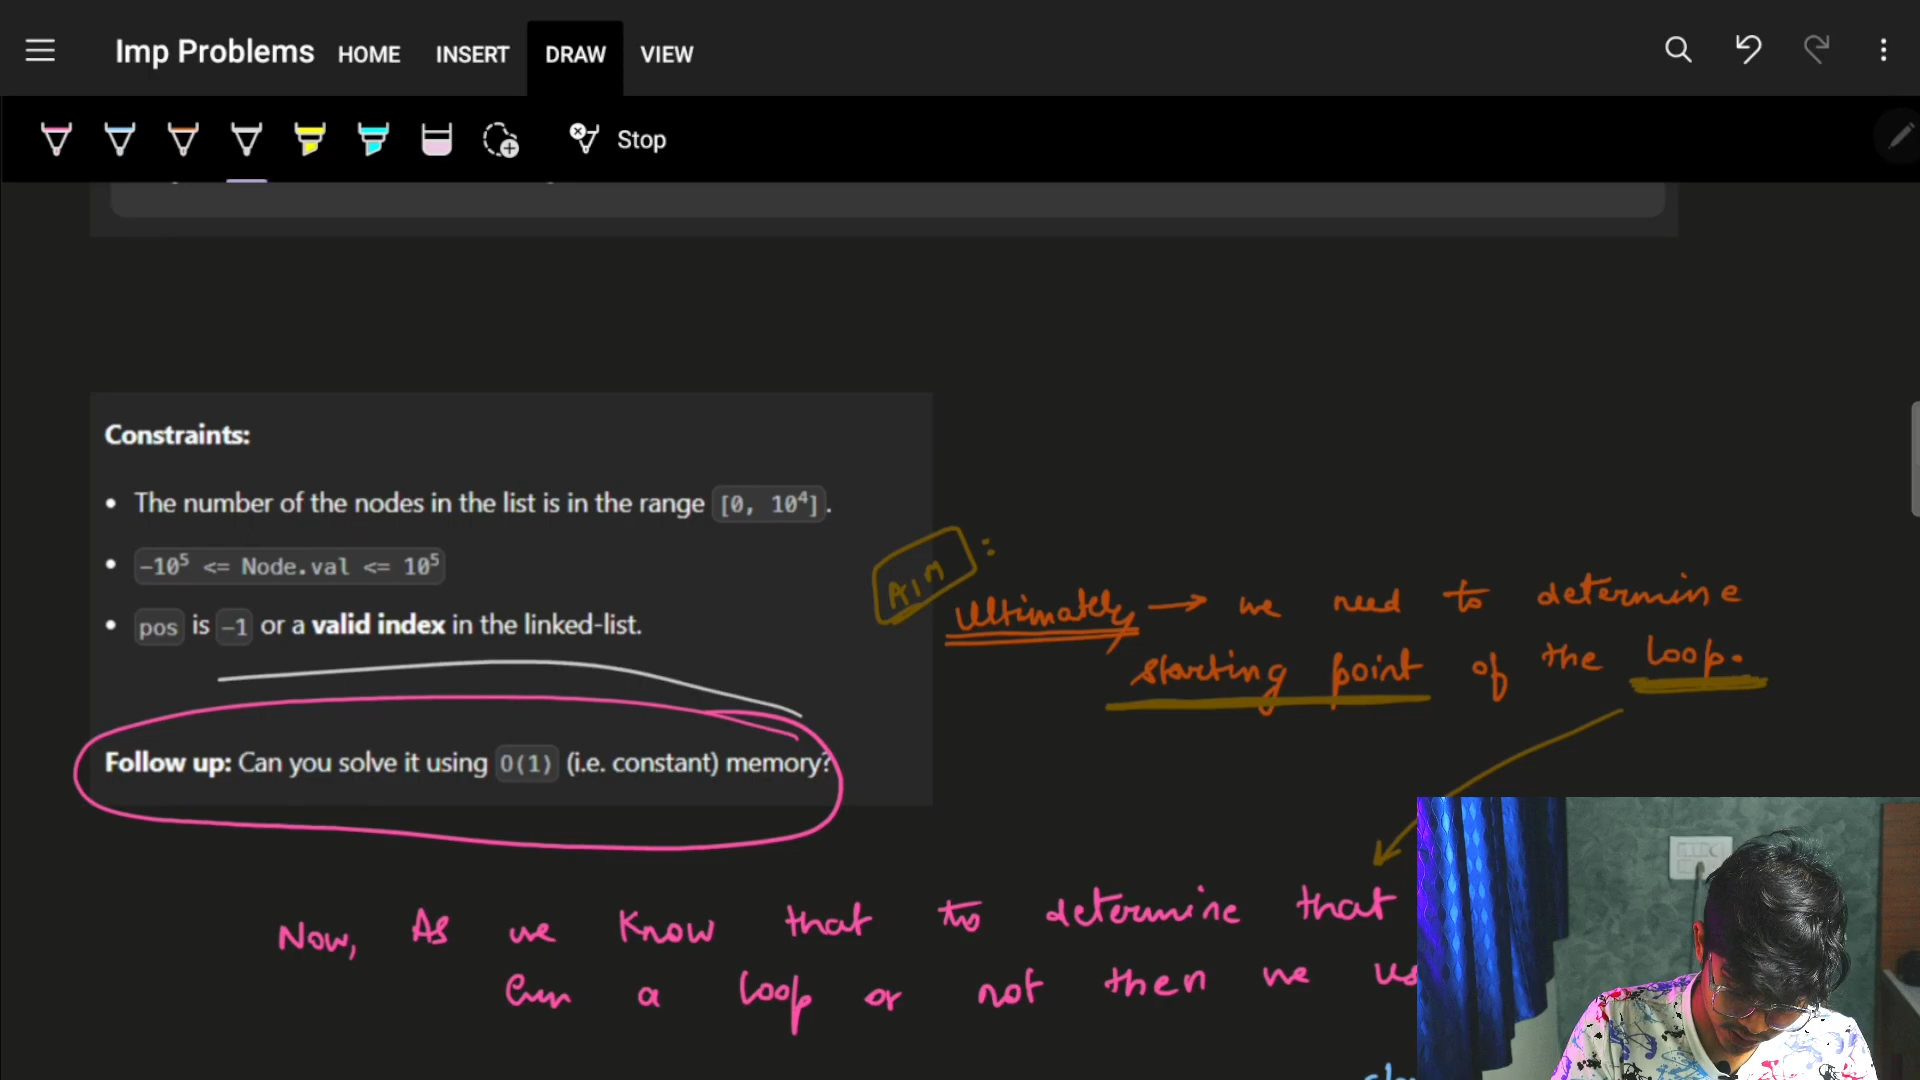 Imp Problems HOME INSERT DRAW VIEW
Stop
Constraints:
• The number of the nodes in the list is in the range [0, 10⁴].
• -10⁵ <= Node.val <= 10⁵
• pos is -1 or a valid index in the linked-list.
Follow up: Can you solve it using O(1) (i.e. constant) memory?
AIM :
Ultimately → we need to determine
starting point of the loop.
Now, As we know that to determine that
a loop or not then we us